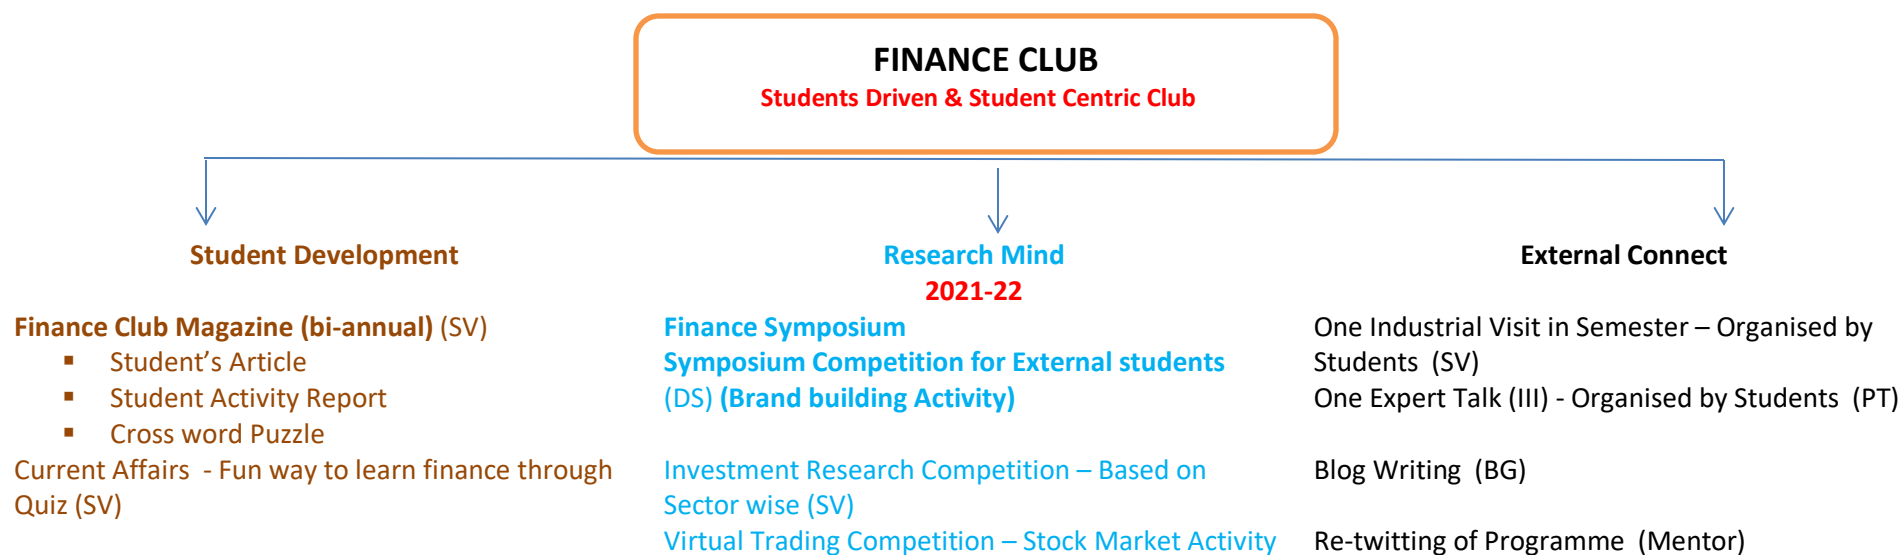 FINANCE CLUB
Students Driven & Student Centric Club
Student Development
Finance Club Magazine (bi-annual) (SV)
▪ Student’s Article
▪ Student Activity Report
▪ Cross word Puzzle
Current Affairs - Fun way to learn finance through
Quiz (SV)
Research Mind
2021-22
Finance Symposium
Symposium Competition for External students
(DS) (Brand building Activity)
Investment Research Competition – Based on
Sector wise (SV)
Virtual Trading Competition – Stock Market Activity
External Connect
One Industrial Visit in Semester – Organised by
Students (SV)
One Expert Talk (III) - Organised by Students (PT)
Blog Writing (BG)
Re-twitting of Programme (Mentor)